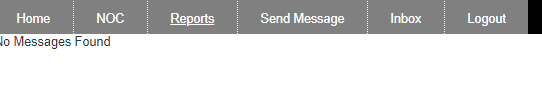 Home NOC Reports Send Message Inbox Logout
No Messages Found